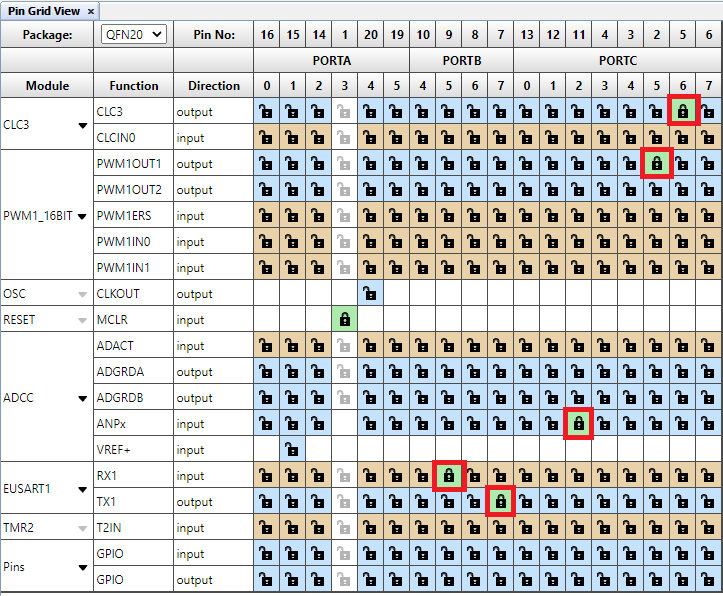 Pin Grid View ×
Package: QFN20 Pin No: 16 15 14 1 20 19 10 9 8 7 13 12 11 4 3 2 5 6
PORTA PORTB PORTC
Module Function Direction 0 1 2 3 4 5 4 5 6 7 0 1 2 3 4 5 6 7
CLC3 CLC3 output
CLCIN0 input
PWM1_16BIT PWM1OUT1 output
PWM1OUT2 output
PWM1ERS input
PWM1IN0 input
PWM1IN1 input
OSC CLKOUT output
RESET MCLR input
ADCC ADACT input
ADGRDA output
ADGRDB output
ANPx input
VREF+ input
EUSART1 RX1 input
TX1 output
TMR2 T2IN input
Pins GPIO input
GPIO output